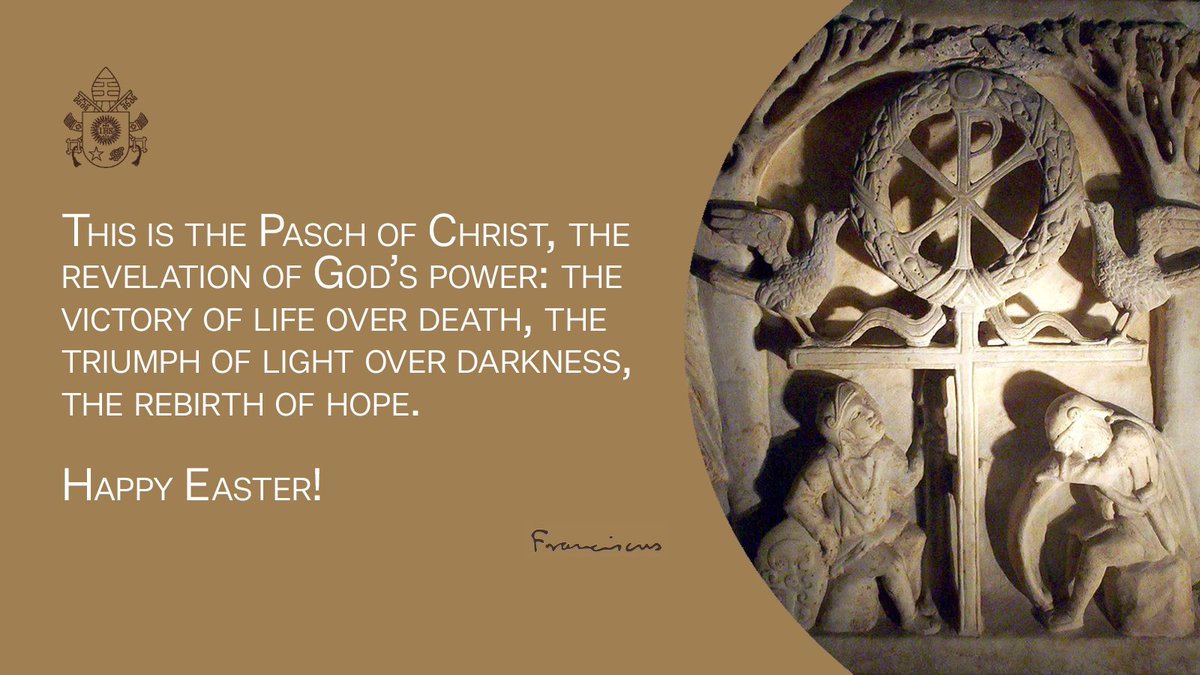 IHS
This is the Pasch of Christ, the
revelation of God’s power: the
victory of life over death, the
triumph of light over darkness,
the rebirth of hope.
Happy Easter!
Franciscus